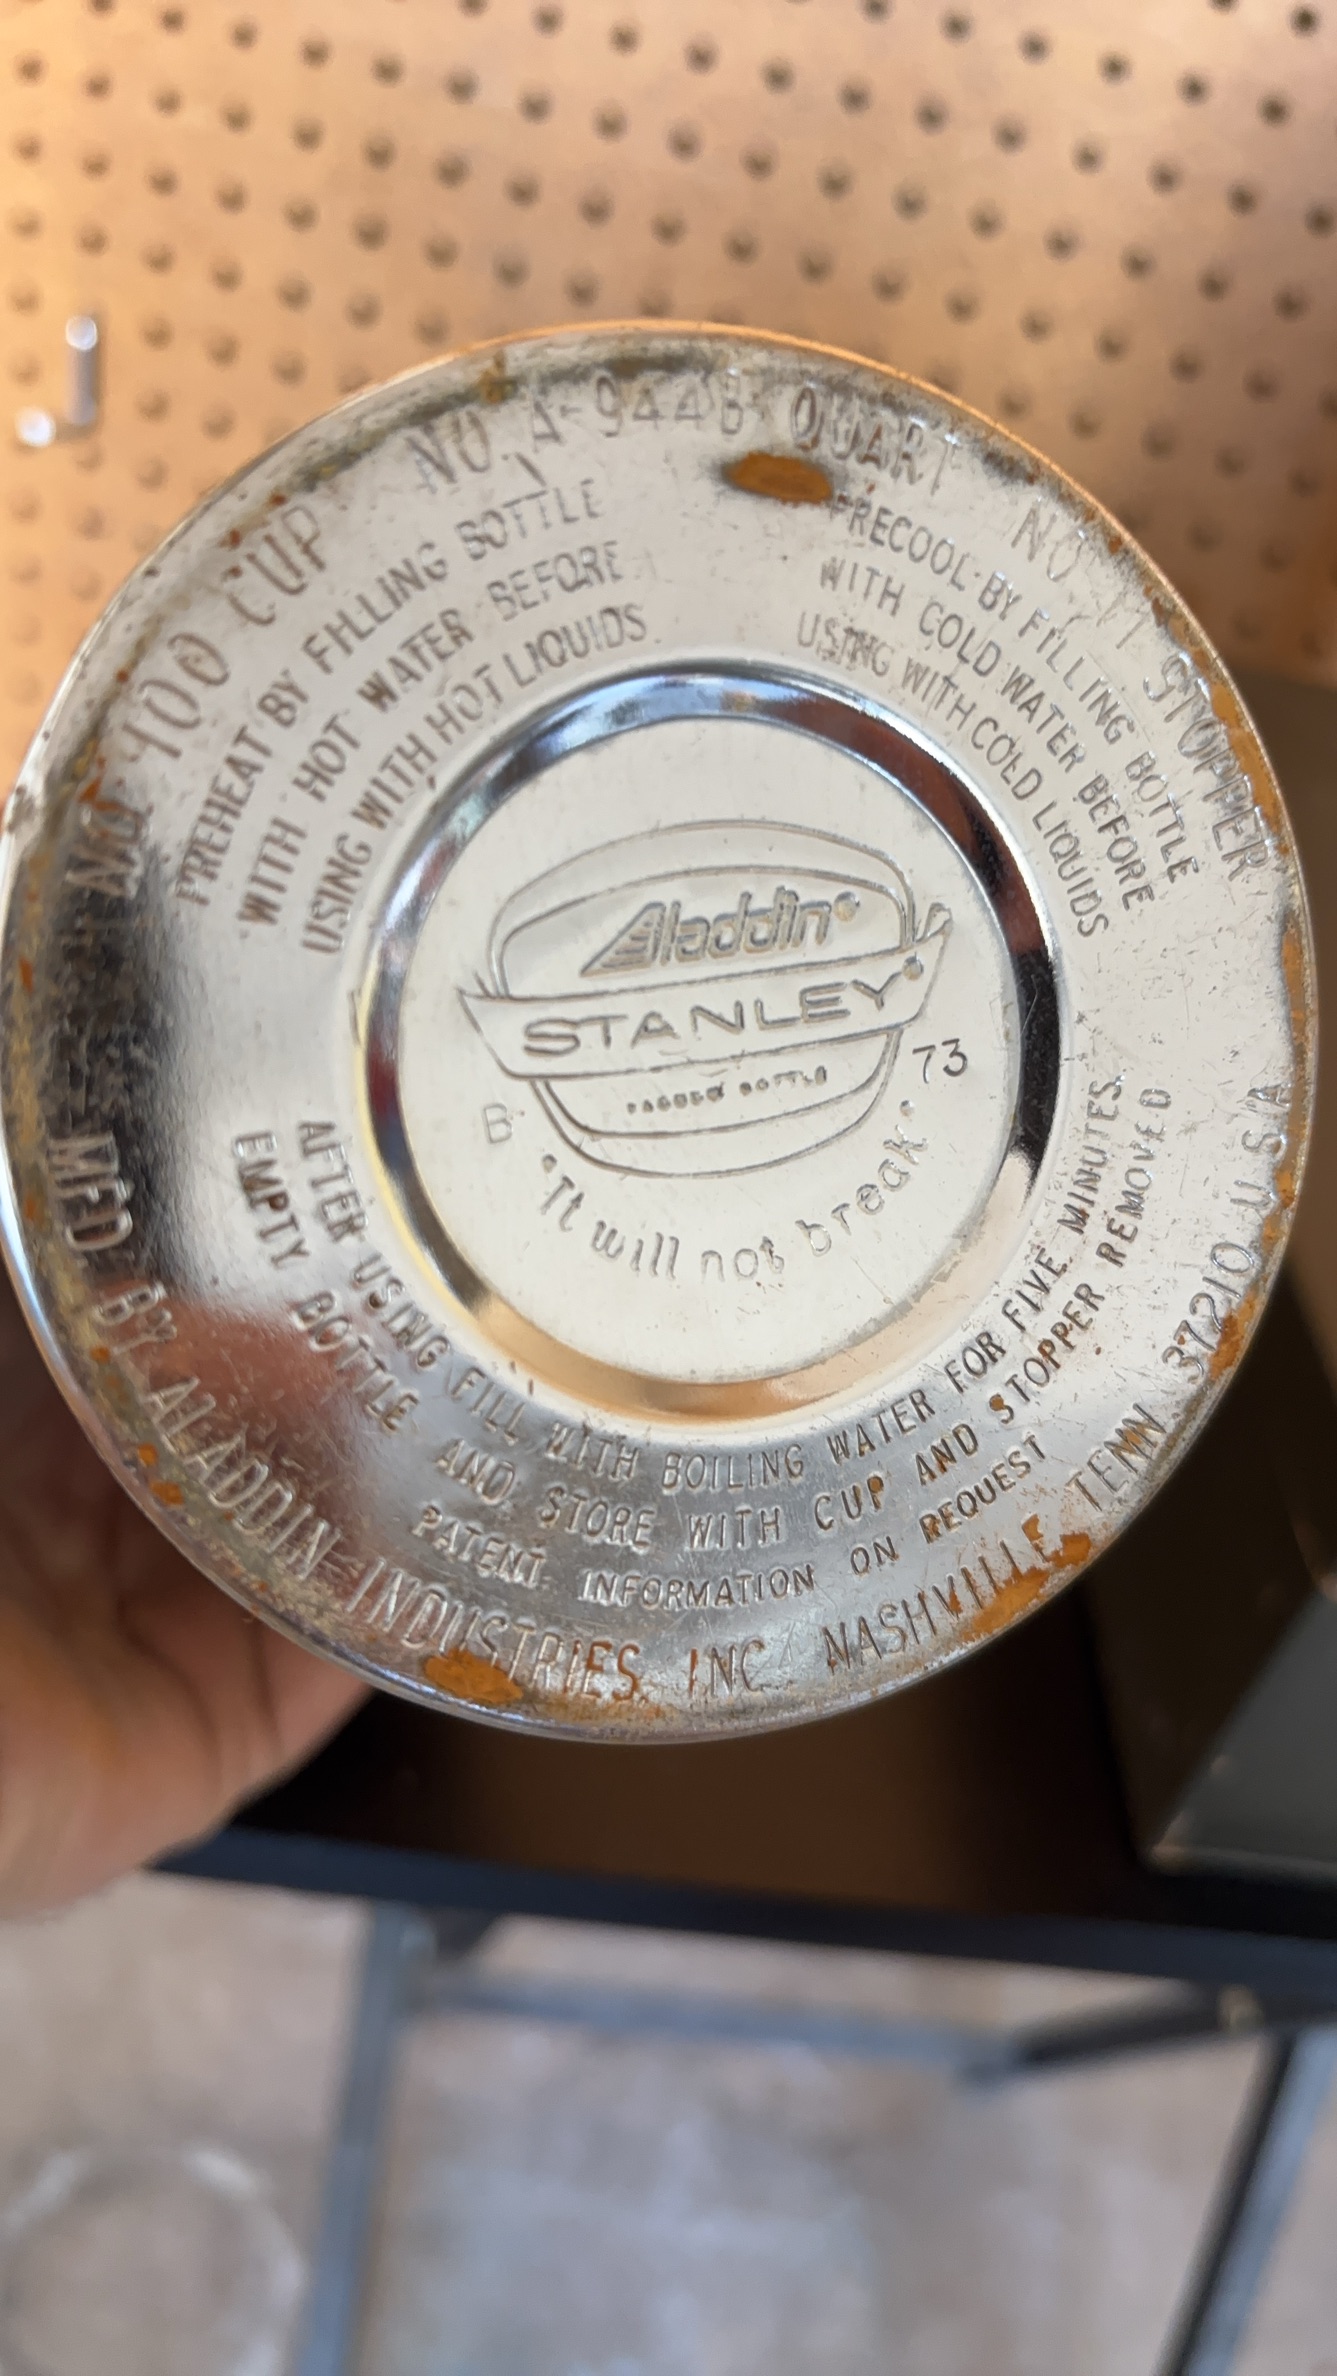 NO. 400 CUP
NO. A-944B QUART
NO. STOPPER
PREHEAT BY FILLING BOTTLE
WITH HOT WATER BEFORE
USING WITH HOT LIQUIDS
PRECOOL BY FILLING BOTTLE
WITH COLD WATER BEFORE
USING WITH COLD LIQUIDS
Aladdin®
STANLEY®
VACUUM BOTTLE
B 73
"It will not break"
AFTER USING FILL WITH BOILING WATER FOR FIVE MINUTES.
EMPTY BOTTLE AND STORE WITH CUP AND STOPPER REMOVED
PATENT INFORMATION ON REQUEST
MFD BY ALADDIN INDUSTRIES, INC. NASHVILLE, TENN. 37210 U.S.A.